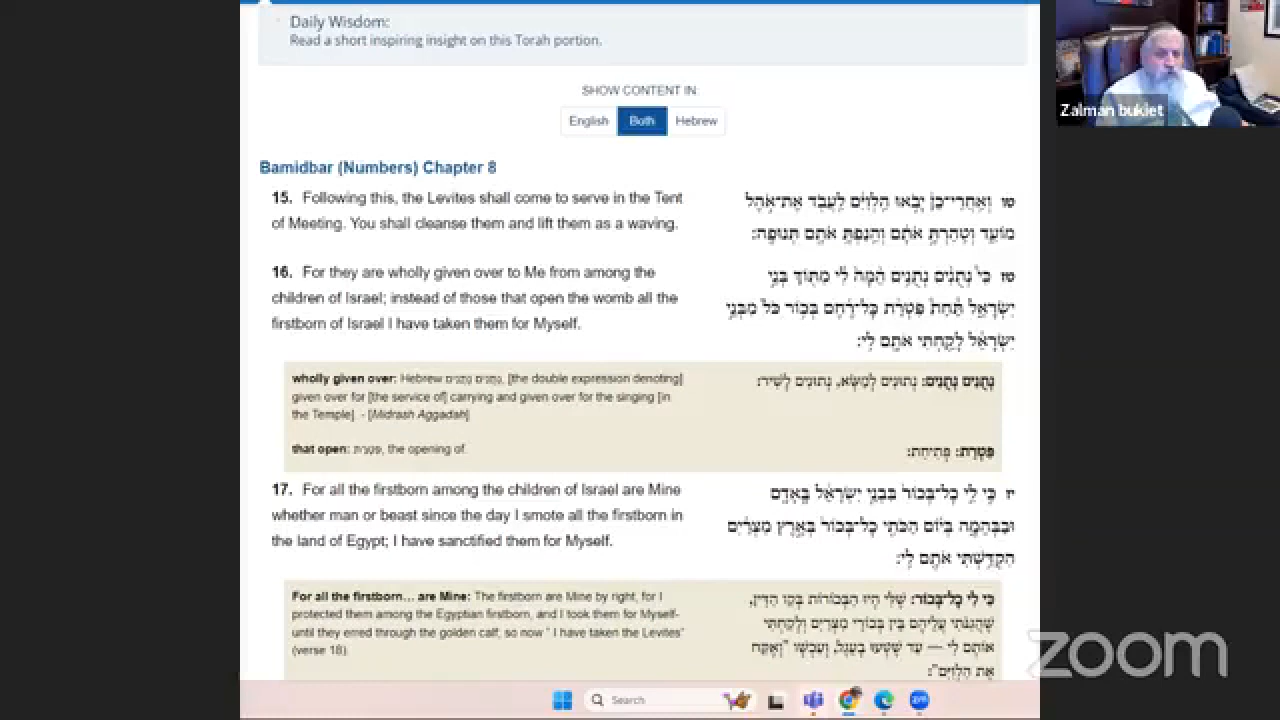 Daily Wisdom:
Read a short inspiring insight on this Torah portion.
SHOW CONTENT IN:
English Both Hebrew
Bamidbar (Numbers) Chapter 8
15. Following this, the Levites shall come to serve in the Tent
of Meeting. You shall cleanse them and lift them as a waving.
טו וְאַֽחֲרֵי־כֵן֙ יָבֹ֣אוּ הַֽלְוִיִּ֔ם לַֽעֲבֹ֖ד אֶת־אֹ֣הֶל
מוֹעֵ֑ד וְטִֽהַרְתָּ֣ אֹתָ֔ם וְהֵֽנַפְתָּ֥ אֹתָ֖ם תְּנוּפָֽה:
16. For they are wholly given over to Me from among the
children of Israel; instead of those that open the womb all the
firstborn of Israel I have taken them for Myself.
טז כִּי֩ נְתֻנִ֨ים נְתֻנִ֥ים הֵ֨מָּה֙ לִ֔י מִתּ֖וֹךְ בְּנֵ֣י
יִשְׂרָאֵ֑ל תַּ֩חַת֩ פִּטְרַ֨ת כָּל־רֶ֜חֶם בְּכ֥וֹר כֹּל֙ מִבְּנֵ֣י
יִשְׂרָאֵ֔ל לָקַ֥חְתִּי אֹתָ֖ם לִֽי:
wholly given over: Hebrew נְתֻנִים נְתֻנִים, [the double expression denoting]
given over for [the service of] carrying and given over for the singing [in
the Temple]. - [Midrash Aggadah]
נְתֻנִים נְתֻנִים: נְתוּנִים לְמַשָּׂא, נְתוּנִים לְשִׁיר:
that open: פִּטְרַת, the opening of.
פִּטְרַת: פְּתִיחַת:
17. For all the firstborn among the children of Israel are Mine
whether man or beast since the day I smote all the firstborn in
the land of Egypt; I have sanctified them for Myself.
יז כִּ֣י לִ֤י כָל־בְּכוֹר֙ בִּבְנֵ֣י יִשְׂרָאֵ֔ל בָּֽאָדָ֖ם
וּבַבְּהֵמָ֑ה בְּי֗וֹם הַכֹּתִ֤י כָל־בְּכוֹר֙ בְּאֶ֣רֶץ מִצְרַ֔יִם
הִקְדַּ֥שְׁתִּי אֹתָ֖ם לִֽי:
For all the firstborn… are Mine: The firstborn are Mine by right, for I
protected them among the Egyptian firstborn, and I took them for Myself-
until they erred through the golden calf; so now " I have taken the Levites"
(verse 18).
כִּי לִי כָל־בְּכוֹר: שֶׁלִּי הָיוּ הַבְּכוֹרוֹת בְּקַו הַדִּין,
שֶׁהֲגַנֹּתִי עֲלֵיהֶם בֵּין בְּכוֹרֵי מִצְרַיִם וְלָקַחְתִּי
אוֹתָם לִי — עַד שֶׁטָּעוּ בָעֵגֶל, וְעַכְשָׁו "וָאֶקַּח
אֶת הַלְוִיִּם":
Zalman bukiet
zoom
Search